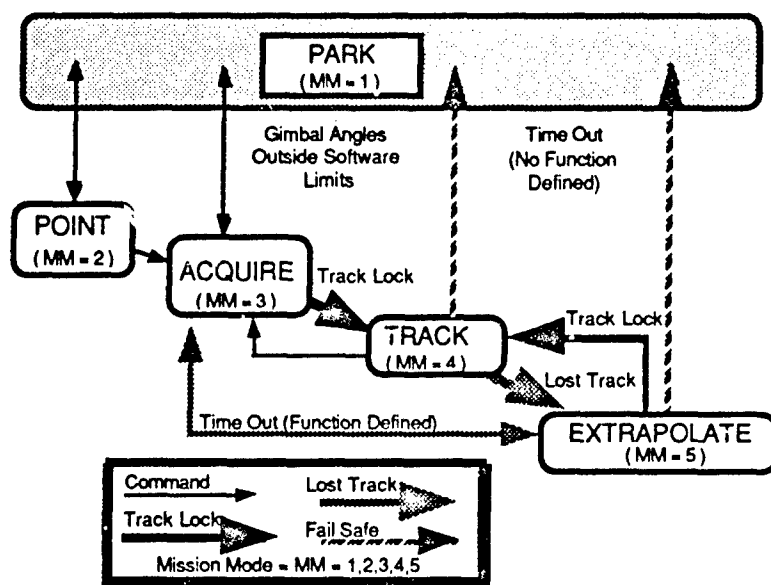 PARK
(MM = 1)
Gimbal Angles
Outside Software
Limits
Time Out
(No Function
Defined)
POINT
(MM = 2)
ACQUIRE
(MM = 3)
Track Lock
TRACK
(MM = 4)
Track Lock
Lost Track
Time Out (Function Defined)
EXTRAPOLATE
(MM = 5)
Command
Lost Track
Track Lock
Fail Safe
Mission Mode = MM = 1,2,3,4,5